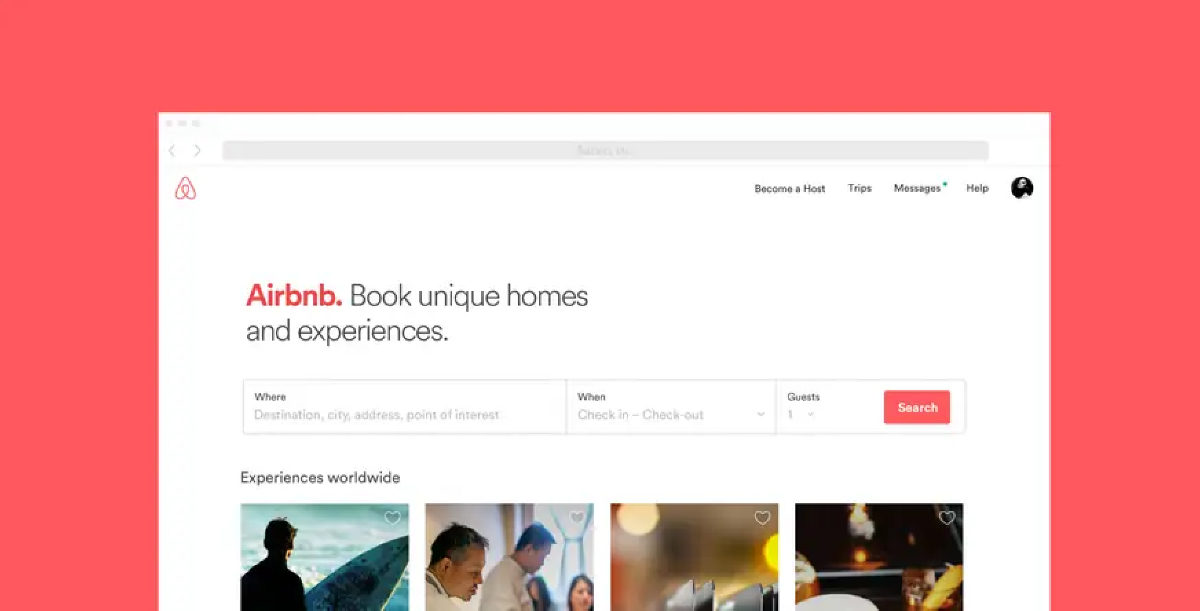 Become a Host Trips Messages Help
Airbnb. Book unique homes
and experiences.
Where When Guests
Destination, city, address, point of interest Check in – Check-out 1
Search
Experiences worldwide